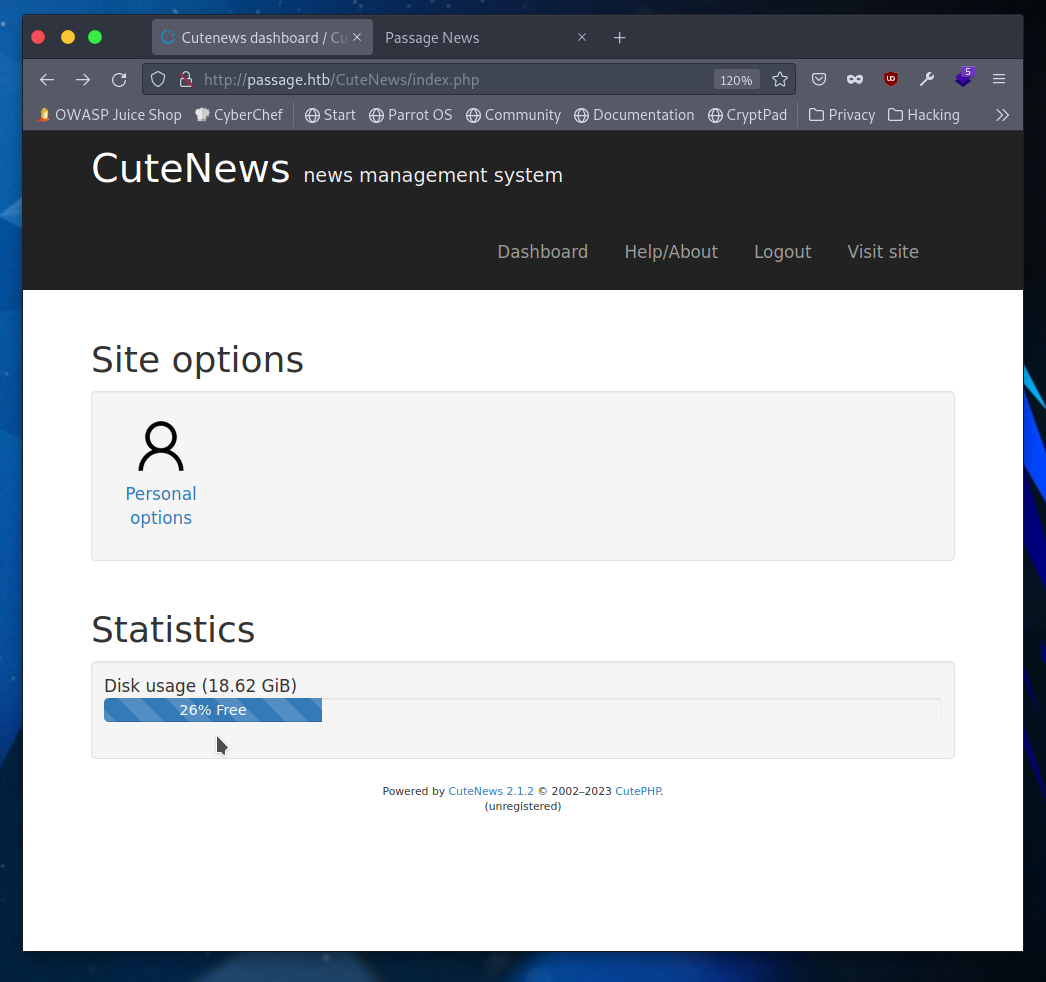 Cutenews dashboard / Cu
Passage News
http://passage.htb/CuteNews/index.php
120%
5
OWASP Juice Shop
CyberChef
Start
Parrot OS
Community
Documentation
CryptPad
Privacy
Hacking
CuteNews news management system
Dashboard
Help/About
Logout
Visit site
Site options
Personal
options
Statistics
Disk usage (18.62 GiB)
26% Free
Powered by CuteNews 2.1.2 © 2002–2023 CutePHP.
(unregistered)